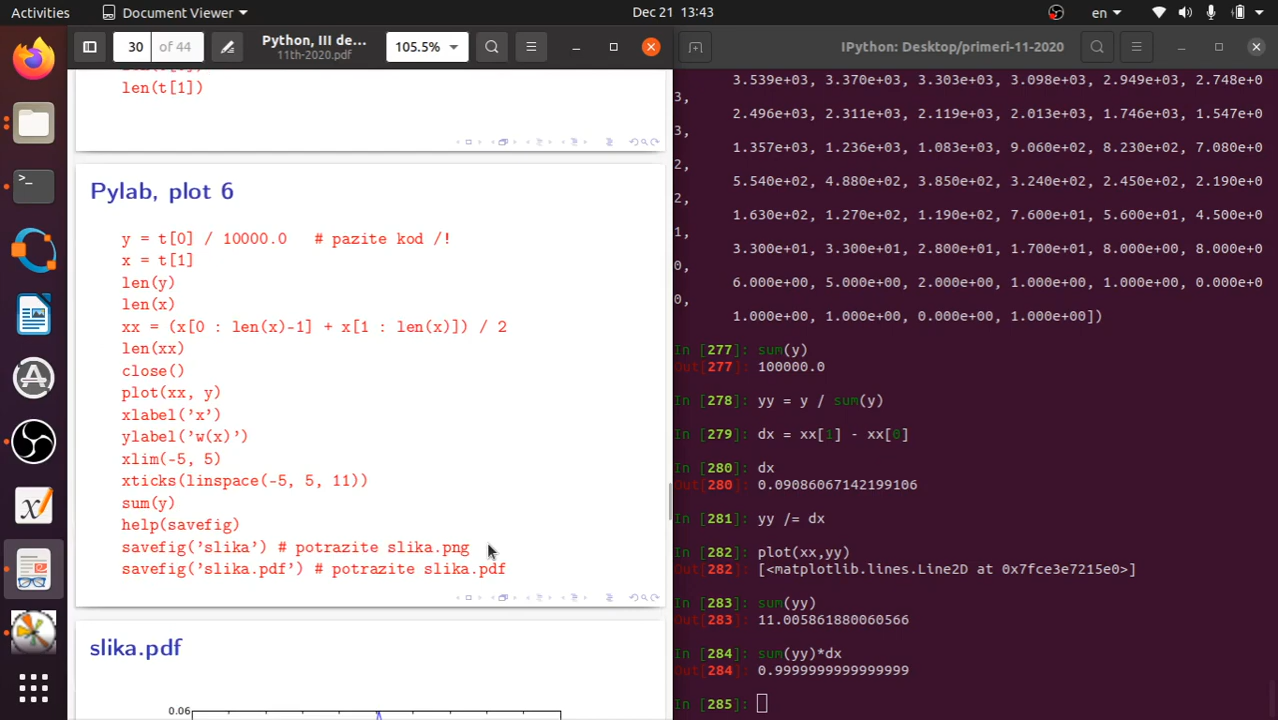 Activities
Document Viewer
Dec 21 13:43
en
30 of 44
Python, III de...
11th-2020.pdf
105.5%
len(t[1])
Pylab, plot 6
y = t[0] / 10000.0 # pazite kod /!
x = t[1]
len(y)
len(x)
xx = (x[0 : len(x)-1] + x[1 : len(x)]) / 2
len(xx)
close()
plot(xx, y)
xlabel('x')
ylabel('w(x)')
xlim(-5, 5)
xticks(linspace(-5, 5, 11))
sum(y)
help(savefig)
savefig('slika') # potrazite slika.png
savefig('slika.pdf') # potrazite slika.pdf
slika.pdf
0.06
IPython: Desktop/primeri-11-2020
3.539e+03, 3.370e+03, 3.303e+03, 3.098e+03, 2.949e+03, 2.748e+0
3,
2.496e+03, 2.311e+03, 2.119e+03, 2.013e+03, 1.746e+03, 1.547e+0
3,
1.357e+03, 1.236e+03, 1.083e+03, 9.060e+02, 8.230e+02, 7.080e+0
2,
5.540e+02, 4.880e+02, 3.850e+02, 3.240e+02, 2.450e+02, 2.190e+0
2,
1.630e+02, 1.270e+02, 1.190e+02, 7.600e+01, 5.600e+01, 4.500e+0
1,
3.300e+01, 3.300e+01, 2.800e+01, 1.700e+01, 8.000e+00, 8.000e+0
0,
6.000e+00, 5.000e+00, 2.000e+00, 1.000e+00, 1.000e+00, 0.000e+0
0,
1.000e+00, 1.000e+00, 0.000e+00, 1.000e+00])
In [277]: sum(y)
Out[277]: 100000.0
In [278]: yy = y / sum(y)
In [279]: dx = xx[1] - xx[0]
In [280]: dx
Out[280]: 0.09086067142199106
In [281]: yy /= dx
In [282]: plot(xx,yy)
Out[282]: [<matplotlib.lines.Line2D at 0x7fce3e7215e0>]
In [283]: sum(yy)
Out[283]: 11.005861880060566
In [284]: sum(yy)*dx
Out[284]: 0.9999999999999999
In [285]: